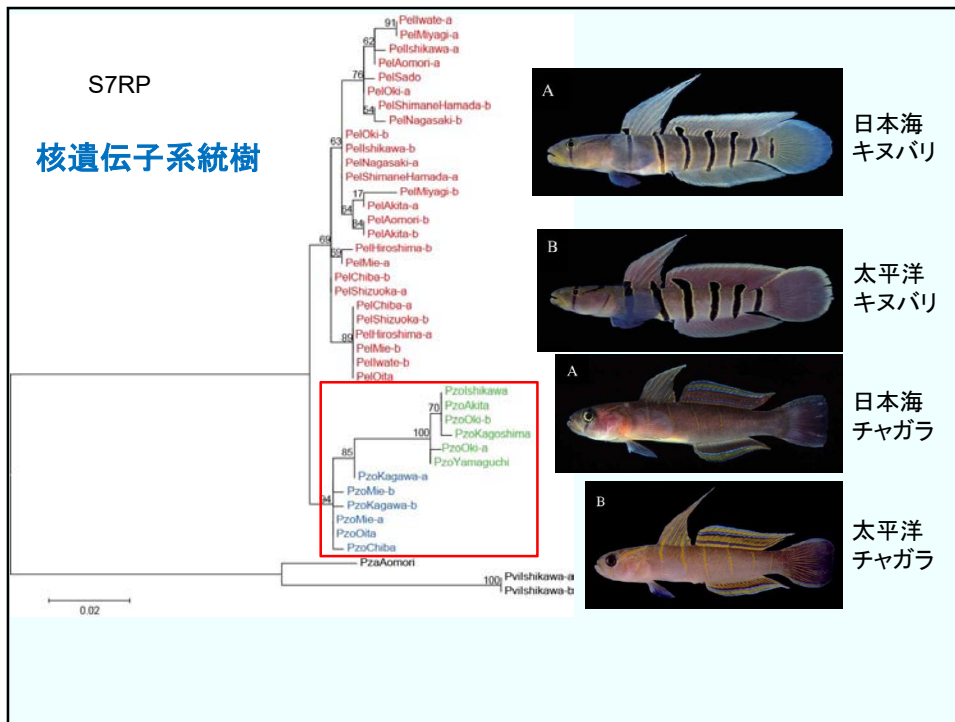 S7RP
核遺伝子系統樹
91
PelIwate-a
PelMiyagi-a
62
PelIshikawa-a
PelAomori-a
76
PelSado
PelOki-a
54
PelShimaneHamada-b
PelNagasaki-b
63
PelOki-b
PelIshikawa-b
PelNagasaki-a
PelShimaneHamada-a
17
PelMiyagi-b
64
PelAkita-a
84
PelAomori-b
PelAkita-b
69
59
PelHiroshima-b
PelMie-a
PelChiba-b
PelShizuoka-a
PelChiba-a
PelShizuoka-b
PelHiroshima-a
89
PelMie-b
PelIwate-b
PelOita
PzoIshikawa
70
PzoAkita
PzoOki-b
100
PzoKagoshima
PzoOki-a
85
PzoYamaguchi
PzoKagawa-a
94
PzoMie-b
PzoKagawa-b
PzoMie-a
PzoOita
PzoChiba
PzaAomori
100
PviIshikawa-a
PviIshikawa-b
0.02
A
日本海
キヌバリ
B
太平洋
キヌバリ
A
日本海
チャガラ
B
太平洋
チャガラ